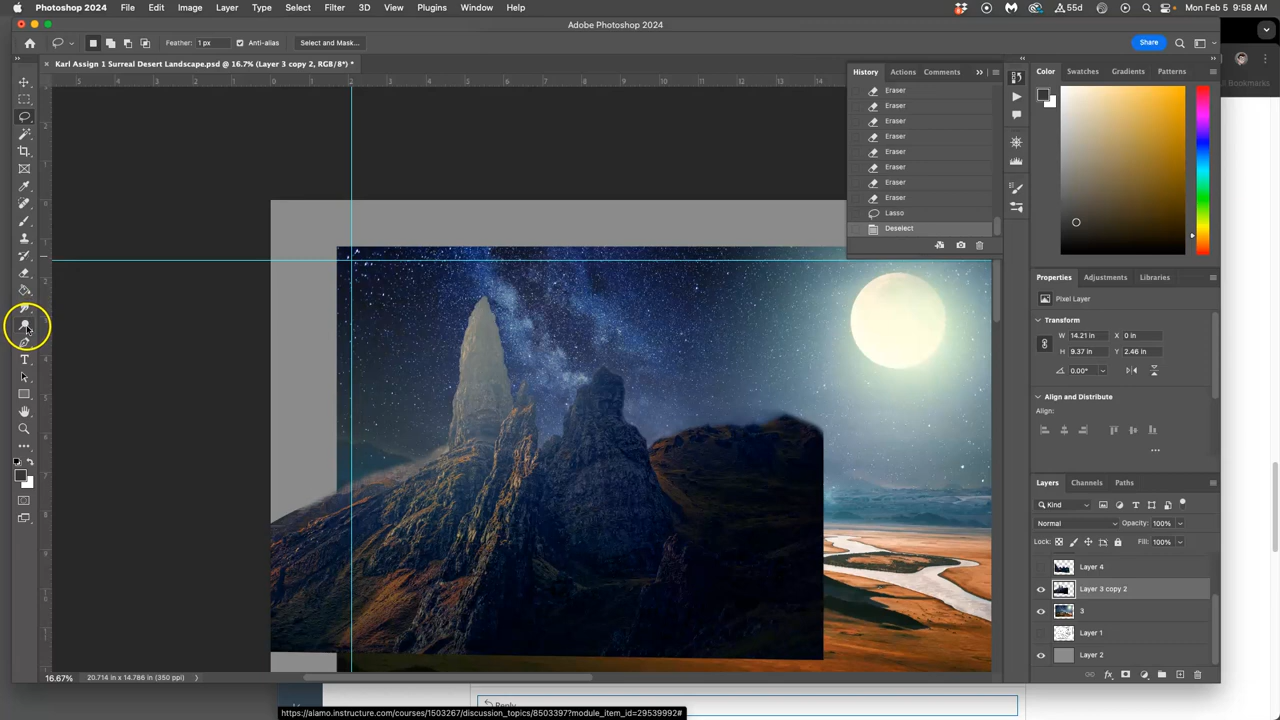 Photoshop 2024 File Edit Image Layer Type Select Filter 3D View Plugins Window Help 55d Mon Feb 5 9:58 AM
Adobe Photoshop 2024
Feather: 1 px Anti-alias Select and Mask... Share
Karl Assign 1 Surreal Desert Landscape.psd @ 16.7% (Layer 3 copy 2, RGB/8*) *
History Actions Comments
Color Swatches Gradients Patterns
Bookmarks
Eraser
Eraser
Eraser
Eraser
Eraser
Eraser
Eraser
Eraser
Lasso
Deselect
Properties Adjustments Libraries
Pixel Layer
Transform
W: 14.21 in X: 0 in
H: 9.37 in Y: 2.46 in
0.00°
Align and Distribute
Align:
Layers Channels Paths
Kind
Normal Opacity: 100%
Lock: Fill: 100%
Layer 4
Layer 3 copy 2
3
Layer 1
Layer 2
16.67% 20.714 in x 14.786 in (350 ppi)
Reply
https://alamo.instructure.com/courses/1503267/discussion_topics/8503397?module_item_id=29539992#